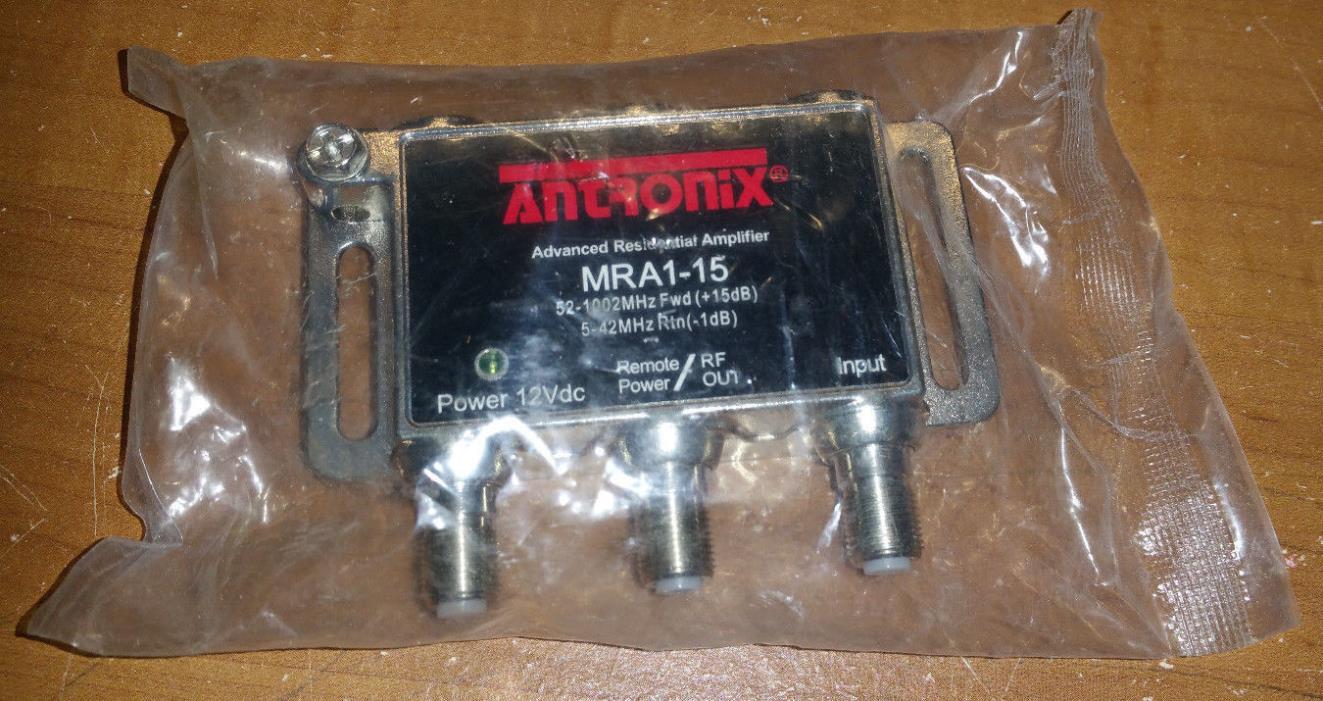 Antronix®
Advanced Residential Amplifier
MRA1-15
52-1002MHz Fwd (+15dB)
5-42MHz Rtn(-1dB)
Remote Power / RF OUT
Input
Power 12Vdc